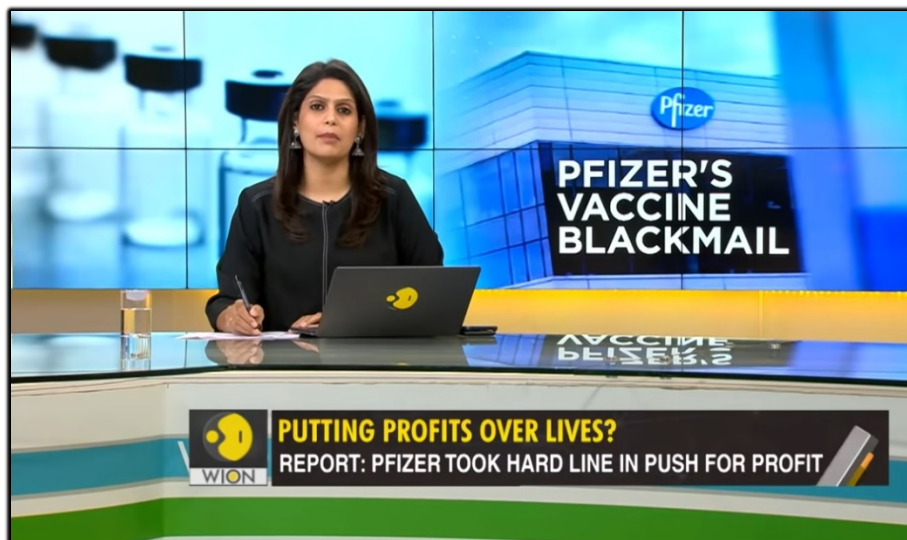 Pfizer
PFIZER'S
VACCINE
BLACKMAIL
VACCINE
PFIZER'S
WION
PUTTING PROFITS OVER LIVES?
REPORT: PFIZER TOOK HARD LINE IN PUSH FOR PROFIT